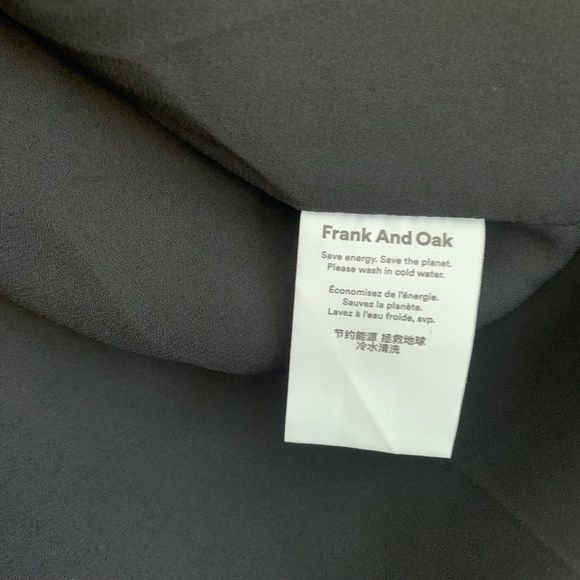 Frank And Oak
Save energy. Save the planet.
Please wash in cold water.
Économisez de l'énergie.
Sauvez la planète.
Lavez à l'eau froide, svp.
节约能源 拯救地球
冷水清洗